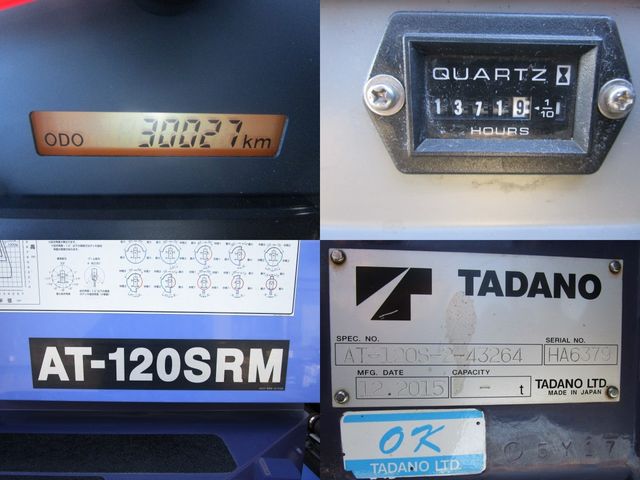 ODO 30027 km
QUARTZ
13719 1/10
HOURS
AT-120SRM
TADANO
SPEC. NO. SERIAL NO.
AT-120S-2-43264 HA6379
MFG. DATE CAPACITY
12.2015 - t TADANO LTD.
MADE IN JAPAN
OK
TADANO LTD.